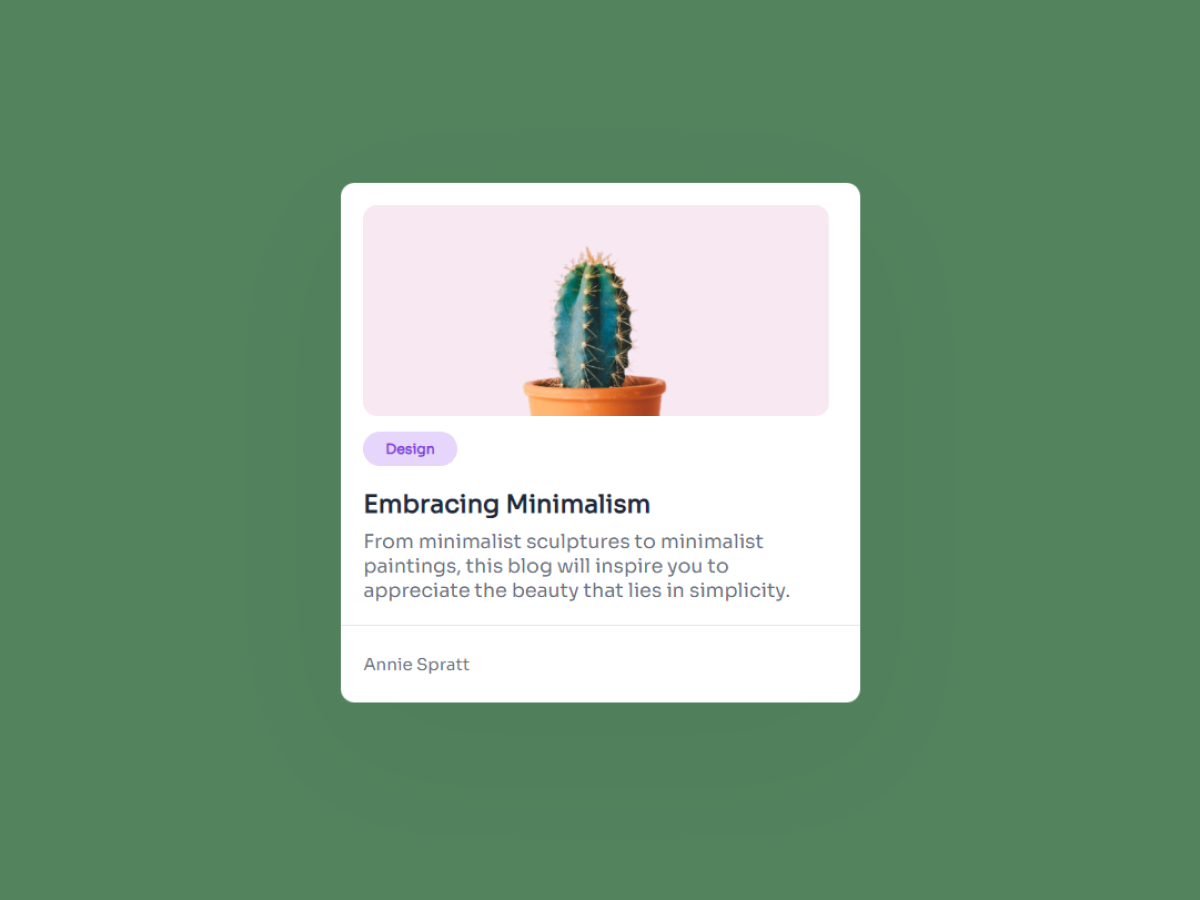 Design
Embracing Minimalism
From minimalist sculptures to minimalist
paintings, this blog will inspire you to
appreciate the beauty that lies in simplicity.
Annie Spratt